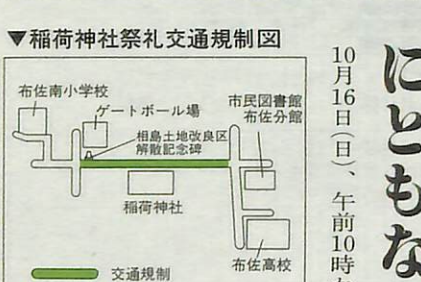 にともな
10月16日(日)、午前10時か
▼稲荷神社祭礼交通規制図
布佐南小学校
ゲートボール場
市民図書館
布佐分館
相島土地改良区
解散記念碑
稲荷神社
布佐高校
交通規制